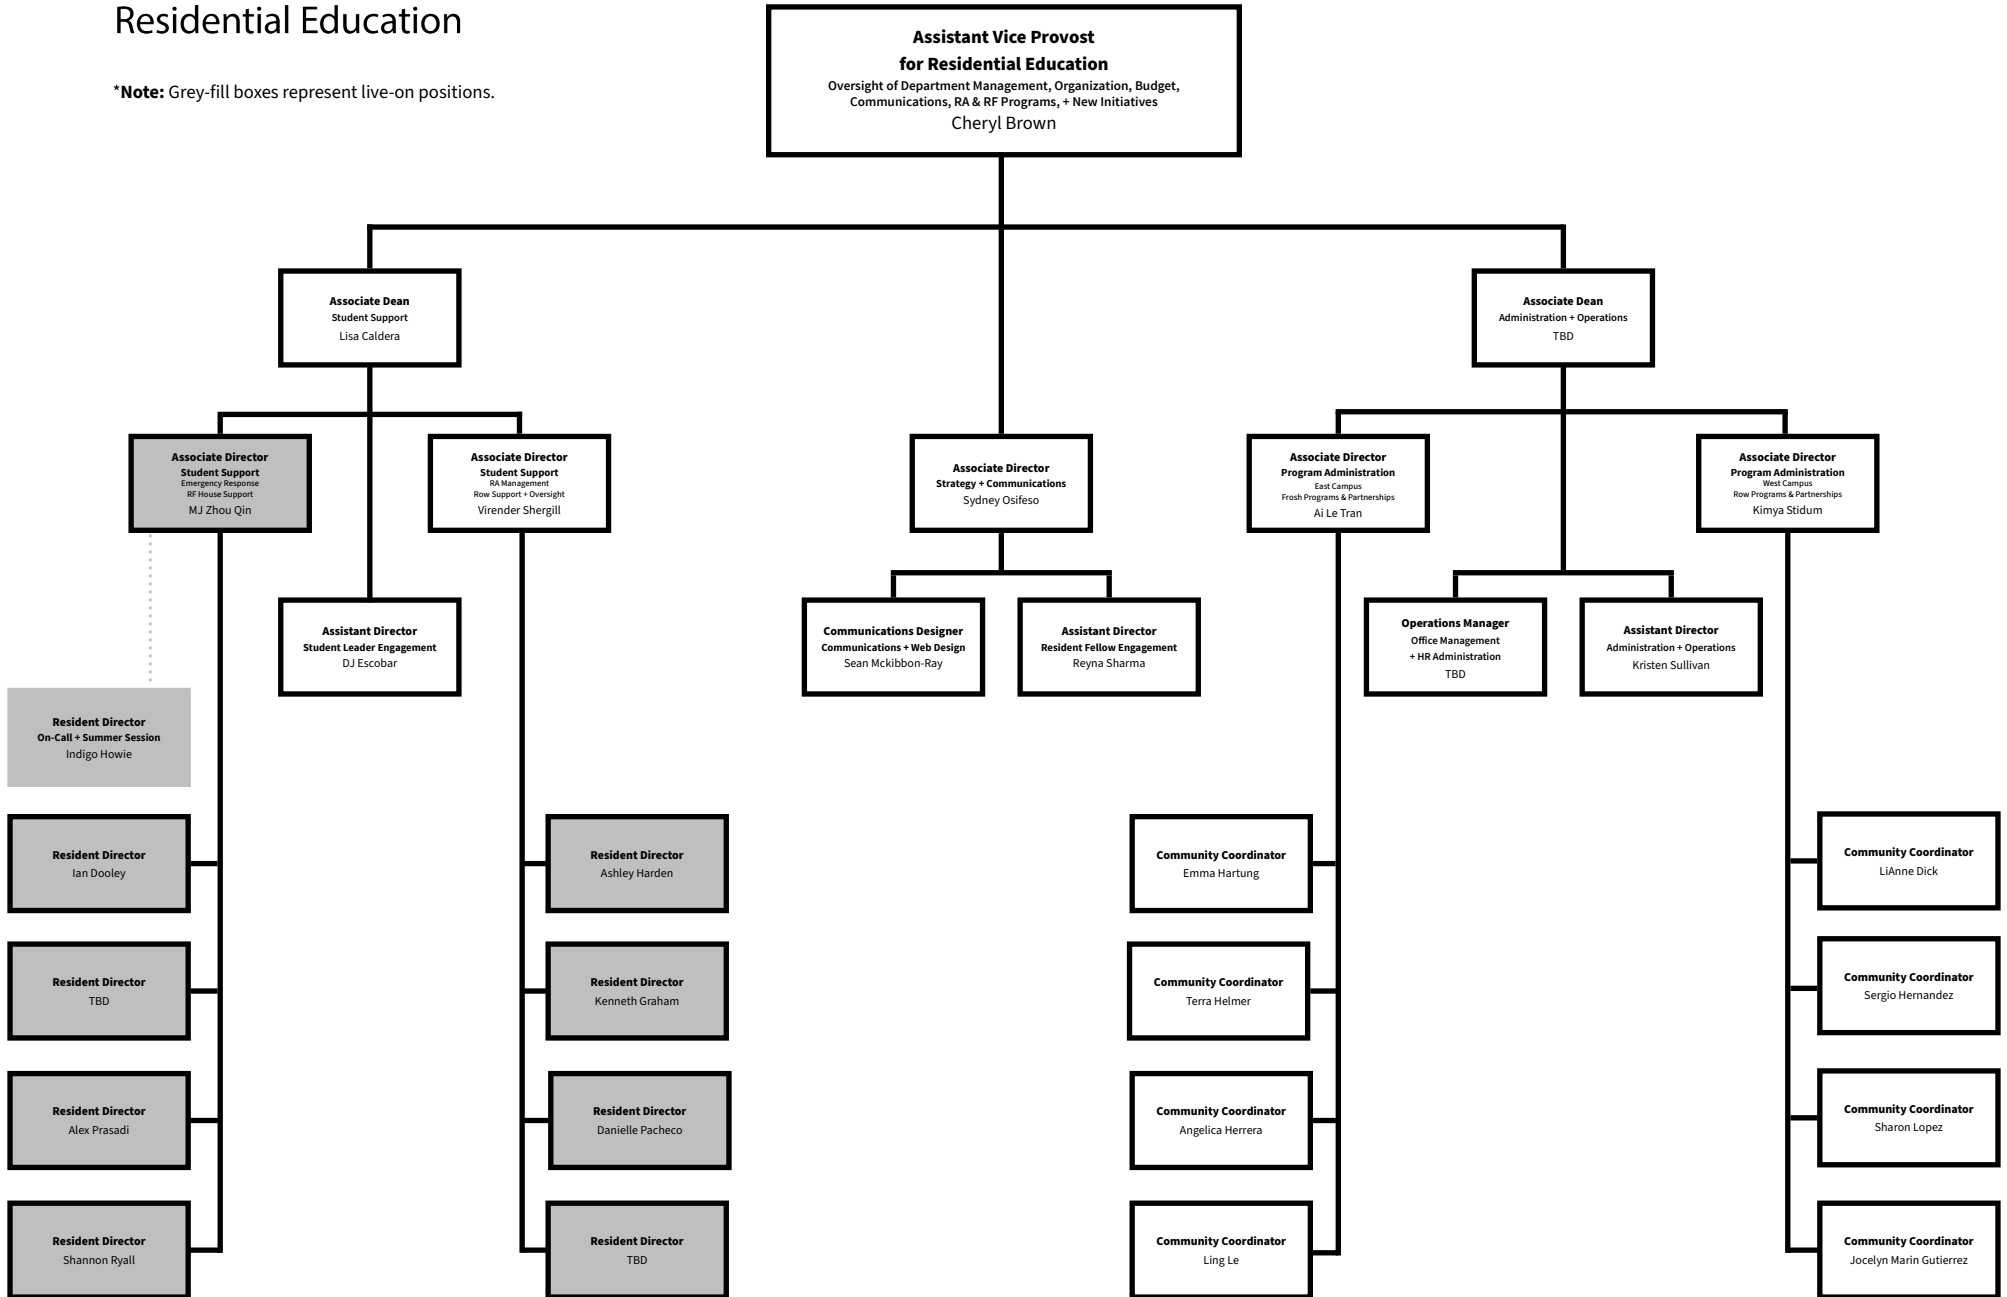 Residential Education
*Note: Grey-fill boxes represent live-on positions.
Assistant Vice Provost
for Residential Education
Oversight of Department Management, Organization, Budget,
Communications, RA & RF Programs, + New Initiatives
Cheryl Brown
Associate Dean
Student Support
Lisa Caldera
Associate Dean
Administration + Operations
TBD
Associate Director
Student Support
Emergency Response
RF House Support
MJ Zhou Qin
Associate Director
Student Support
RA Management
Row Support + Oversight
Virender Shergill
Associate Director
Strategy + Communications
Sydney Osifeso
Associate Director
Program Administration
East Campus
Frosh Programs & Partnerships
Ai Le Tran
Associate Director
Program Administration
West Campus
Row Programs & Partnerships
Kimya Stidum
Assistant Director
Student Leader Engagement
DJ Escobar
Communications Designer
Communications + Web Design
Sean Mckibbon-Ray
Assistant Director
Resident Fellow Engagement
Reyna Sharma
Operations Manager
Office Management
+ HR Administration
TBD
Assistant Director
Administration + Operations
Kristen Sullivan
Resident Director
On-Call + Summer Session
Indigo Howie
Resident Director
Ian Dooley
Resident Director
Ashley Harden
Community Coordinator
Emma Hartung
Community Coordinator
LiAnne Dick
Resident Director
TBD
Resident Director
Kenneth Graham
Community Coordinator
Terra Helmer
Community Coordinator
Sergio Hernandez
Resident Director
Alex Prasadi
Resident Director
Danielle Pacheco
Community Coordinator
Angelica Herrera
Community Coordinator
Sharon Lopez
Resident Director
Shannon Ryall
Resident Director
TBD
Community Coordinator
Ling Le
Community Coordinator
Jocelyn Marin Gutierrez